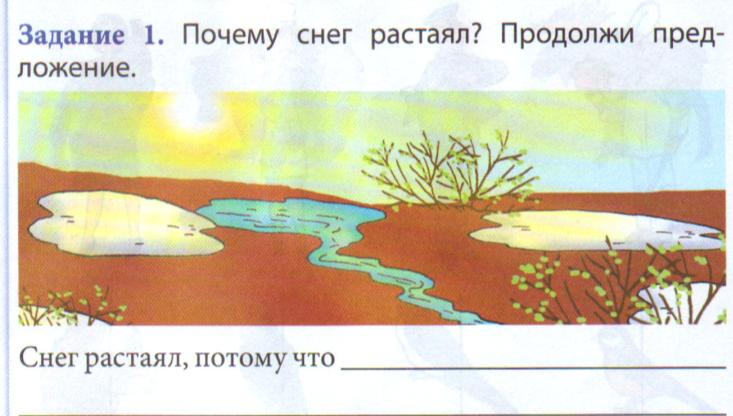 Задание 1. Почему снег растаял? Продолжи пред-
ложение.
Снег растаял, потому что